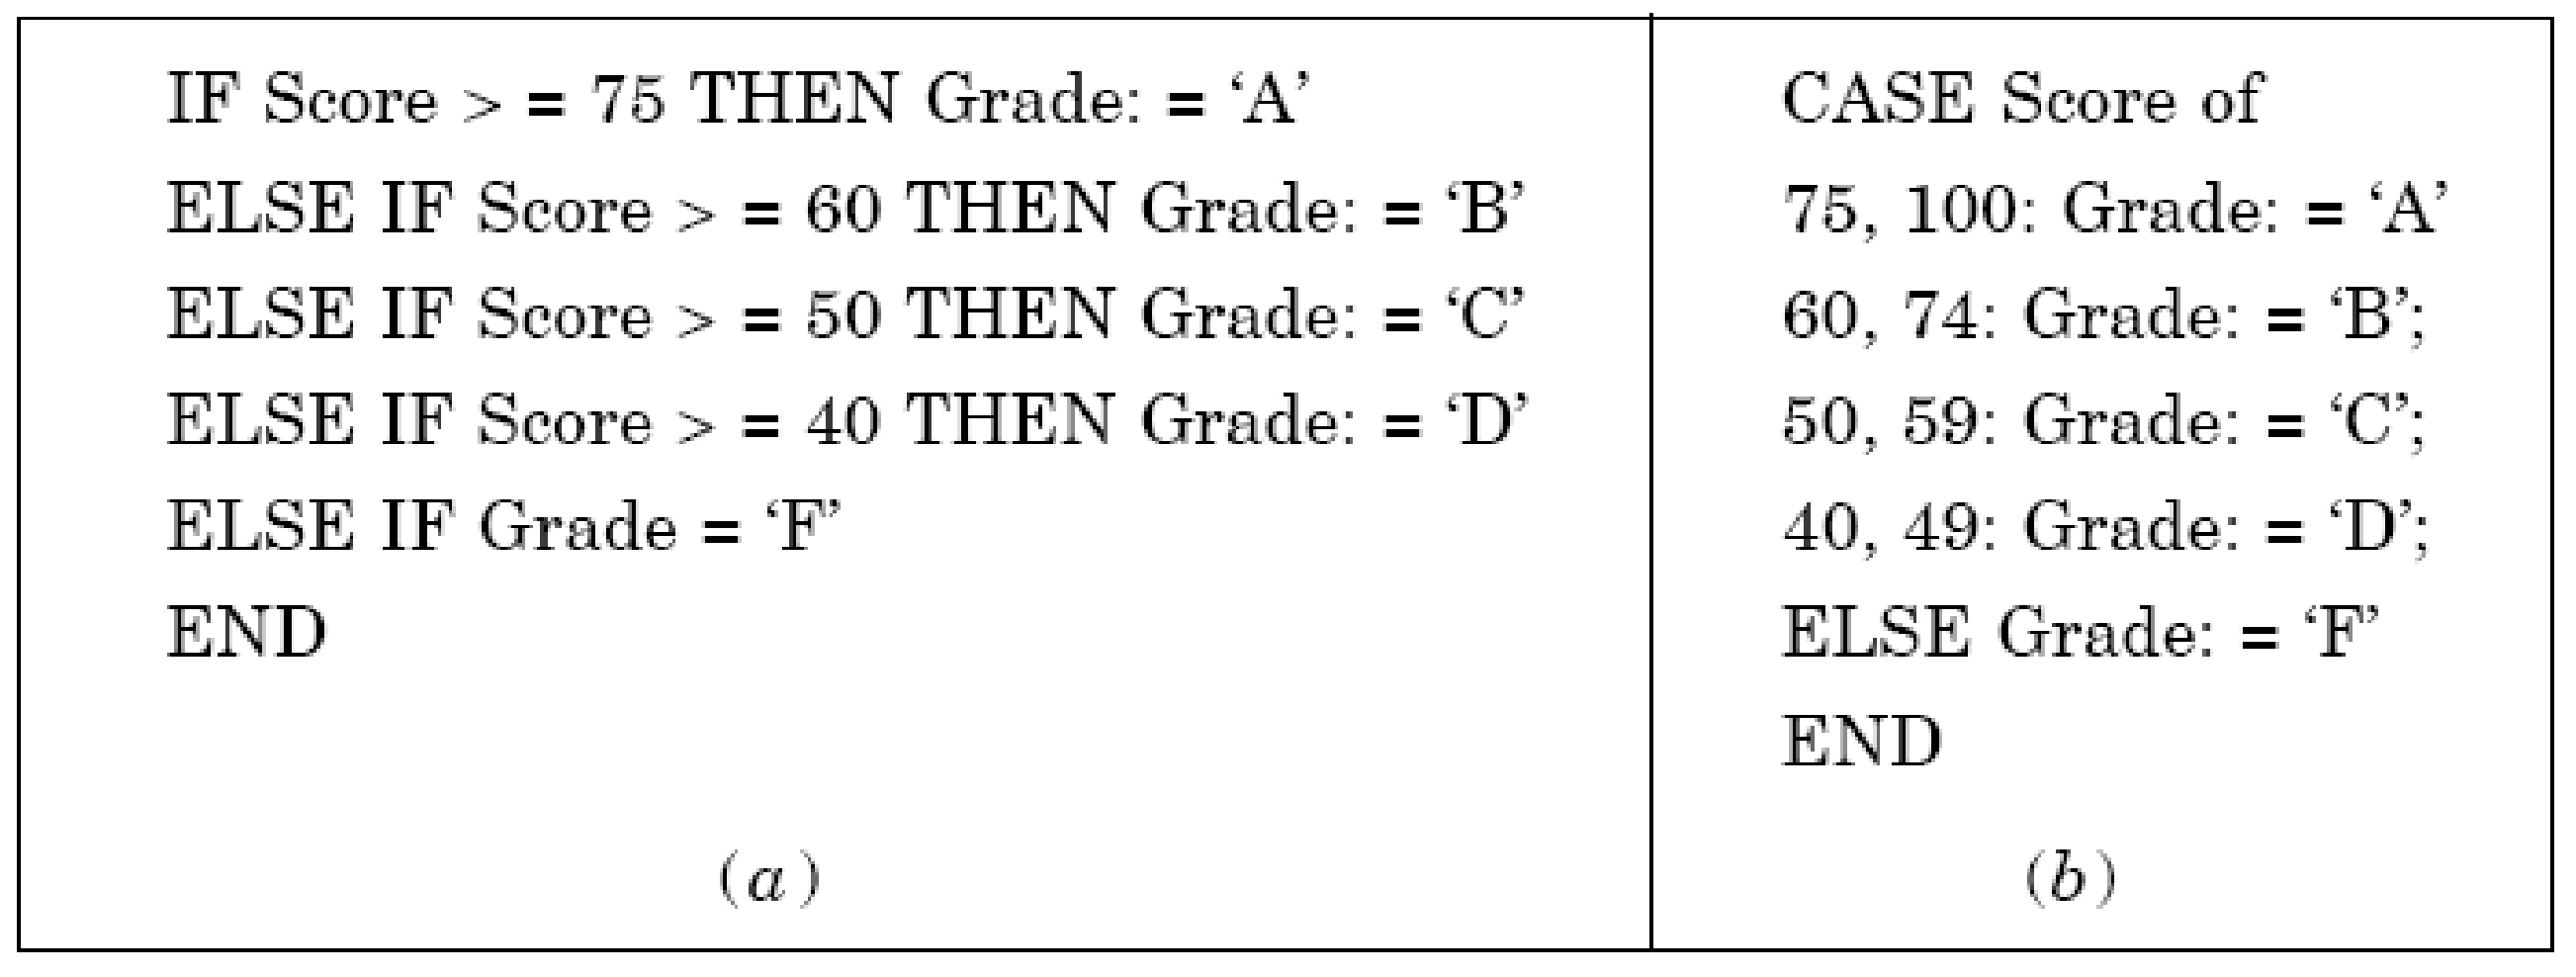 IF Score > = 75 THEN Grade: = ‘A’
ELSE IF Score > = 60 THEN Grade: = ‘B’
ELSE IF Score > = 50 THEN Grade: = ‘C’
ELSE IF Score > = 40 THEN Grade: = ‘D’
ELSE IF Grade = ‘F’
END
(a)
CASE Score of
75, 100: Grade: = ‘A’
60, 74: Grade: = ‘B’;
50, 59: Grade: = ‘C’;
40, 49: Grade: = ‘D’;
ELSE Grade: = ‘F’
END
(b)